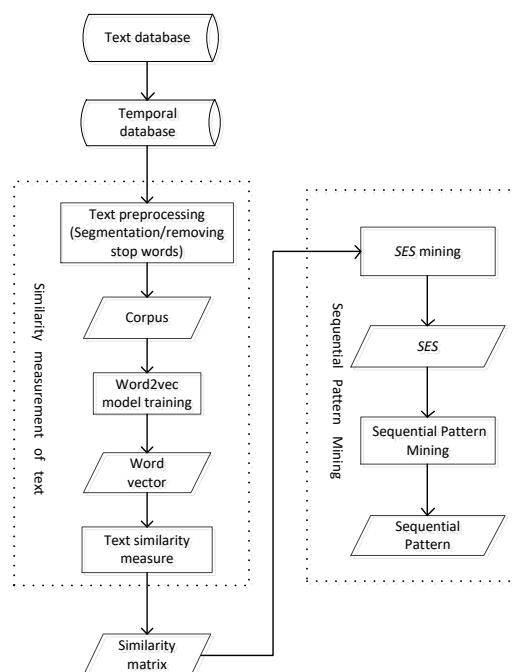 Text database
Temporal
database
Text preprocessing
(Segmentation/removing
stop words)
Corpus
Word2vec
model training
Word
vector
Text similarity
measure
Similarity measurement of
text
Similarity
matrix
SES mining
SES
Sequential Pattern
Mining
Sequential
Pattern
Sequential
Pattern Mining